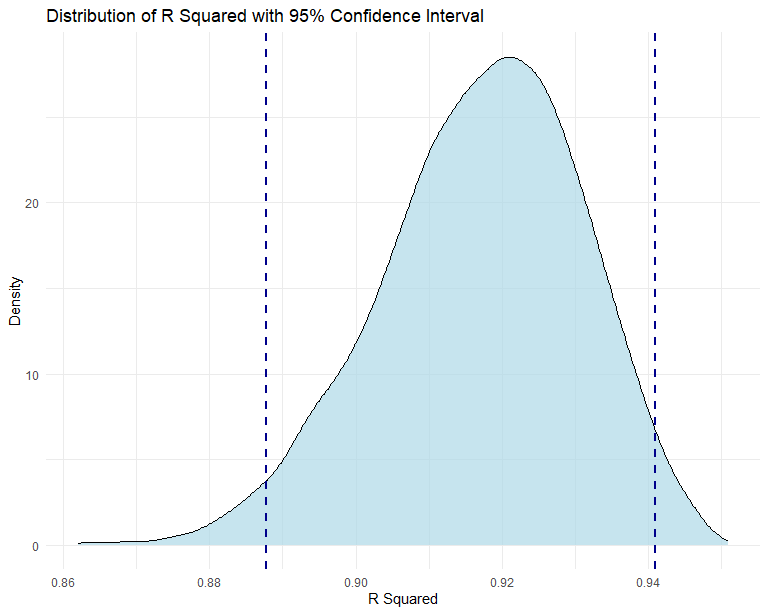 Distribution of R Squared with 95% Confidence Interval
20
10
0
Density
0.86 0.88 0.90 0.92 0.94
R Squared